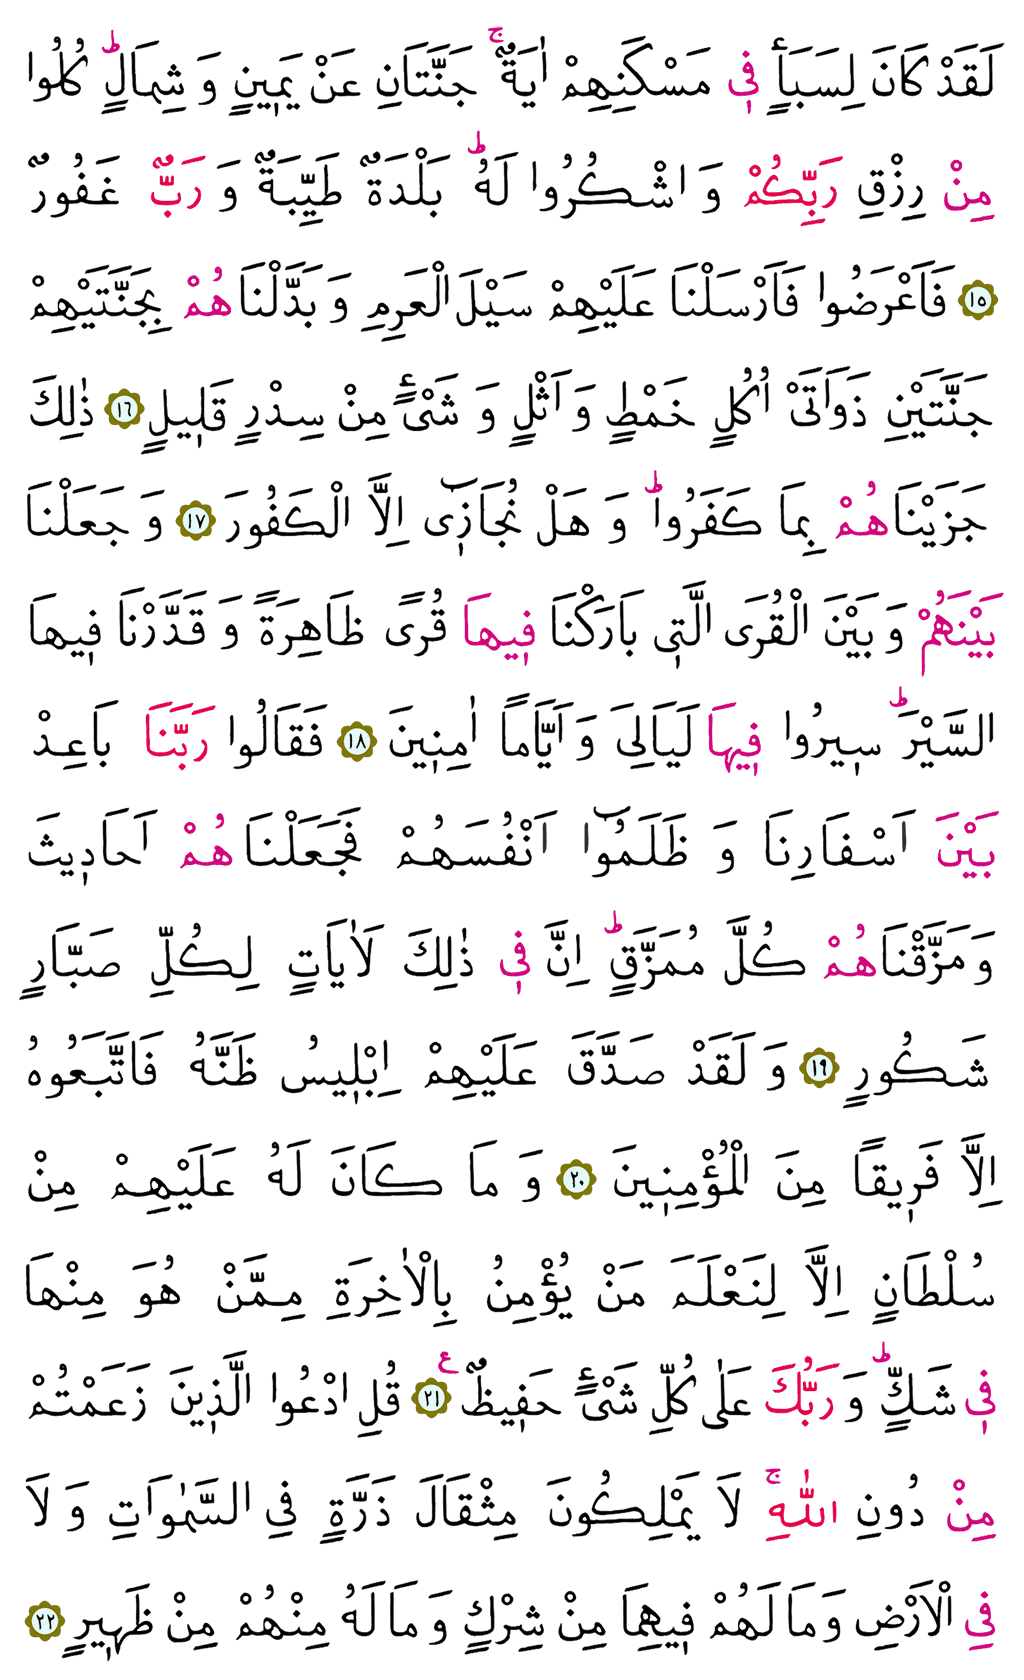 لَقَدْ كَانَ لِسَبَأٍ فٖي مَسْكَنِهِمْ اٰيَةٌۚ جَنَّتَانِ عَنْ يَمٖينٍ وَ شِمَالٍؕ كُلُوا
مِنْ رِزْقِ رَبِّكُمْ وَ اشْكُرُوا لَهُؕ بَلْدَةٌ طَيِّبَةٌ وَ رَبٌّ غَفُورٌ
﴿١٥﴾ فَاَعْرَضُوا فَاَرْسَلْنَا عَلَيْهِمْ سَيْلَ الْعَرِمِ وَ بَدَّلْنَاهُمْ بِجَنَّتَيْهِمْ
جَنَّتَيْنِ ذَوَاتَىْ اُكُلٍ خَمْطٍ وَ اَثْلٍ وَ شَىْءٍ مِنْ سِدْرٍ قَلٖيلٍ ﴿١٦﴾ ذٰلِكَ
جَزَيْنَاهُمْ بِمَا كَفَرُواؕ وَ هَلْ نُجَازٖٓى اِلَّا الْكَفُورَ ﴿١٧﴾ وَ جَعَلْنَا
بَيْنَهُمْ وَ بَيْنَ الْقُرَى الَّتٖى بَارَكْنَا فٖيهَا قُرًى ظَاهِرَةً وَ قَدَّرْنَا فٖيهَا
السَّيْرَؕ سٖيرُوا فٖيهَا لَيَالِىَ وَ اَيَّامًا اٰمِنٖينَ ﴿١٨﴾ فَقَالُوا رَبَّنَا بَاعِدْ
بَيْنَ اَسْفَارِنَا وَ ظَلَمُٓوا اَنْفُسَهُمْ فَجَعَلْنَاهُمْ اَحَادٖيثَ
وَ مَزَّقْنَاهُمْ كُلَّ مُمَزَّقٍؕ اِنَّ فٖي ذٰلِكَ لَاٰيَاتٍ لِكُلِّ صَبَّارٍ
شَكُورٍ ﴿١٩﴾ وَ لَقَدْ صَدَّقَ عَلَيْهِمْ اِبْلٖيسُ ظَنَّهُ فَاتَّبَعُوهُ
اِلَّا فَرٖيقًا مِنَ الْمُؤْمِنٖينَ ﴿٢٠﴾ وَ مَا كَانَ لَهُ عَلَيْهِمْ مِنْ
سُلْطَانٍ اِلَّا لِنَعْلَمَ مَنْ يُؤْمِنُ بِالْاٰخِرَةِ مِمَّنْ هُوَ مِنْهَا
فٖي شَكٍّؕ وَ رَبُّكَ عَلٰى كُلِّ شَىْءٍ حَفٖيظٌ ﴿٢١﴾ ع قُلِ ادْعُوا الَّذٖينَ زَعَمْتُمْ
مِنْ دُونِ اللّٰهِۚ لَا يَمْلِكُونَ مِثْقَالَ ذَرَّةٍ فِي السَّمٰوَاتِ وَ لَا
فِي الْاَرْضِ وَ مَا لَهُمْ فٖيهِمَا مِنْ شِرْكٍ وَ مَا لَهُ مِنْهُمْ مِنْ ظَهٖيرٍ ﴿٢٢﴾